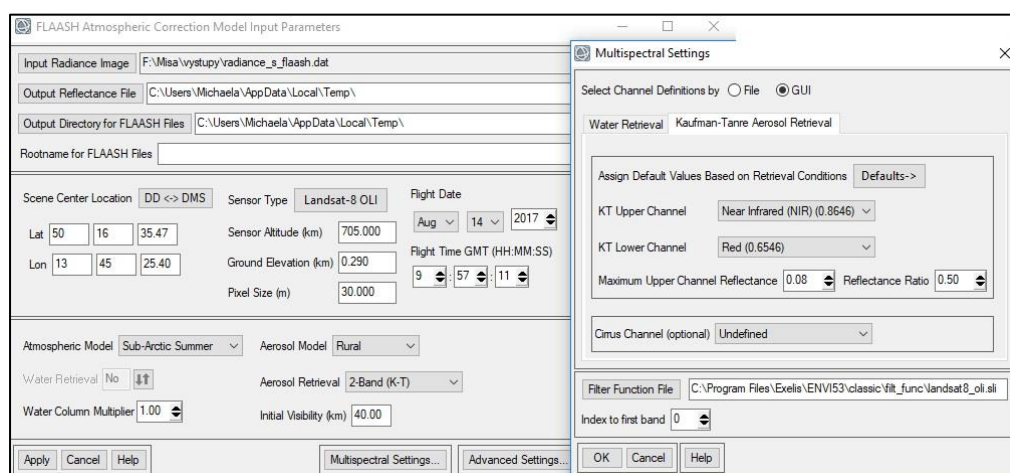 FLAASH Atmospheric Correction Model Input Parameters
Input Radiance Image F:\Misa\vystupy\radiance_s_flaash.dat
Output Reflectance File C:\Users\Michaela\AppData\Local\Temp\
Output Directory for FLAASH Files C:\Users\Michaela\AppData\Local\Temp\
Rootname for FLAASH Files
Scene Center Location DD <-> DMS
Lat 50 16 35.47
Lon 13 45 25.40
Sensor Type Landsat-8 OLI
Sensor Altitude (km) 705.000
Ground Elevation (km) 0.290
Pixel Size (m) 30.000
Flight Date
Aug 14 2017
Flight Time GMT (HH:MM:SS)
9 : 57 : 11
Atmospheric Model Sub-Arctic Summer
Water Retrieval No
Water Column Multiplier 1.00
Aerosol Model Rural
Aerosol Retrieval 2-Band (K-T)
Initial Visibility (km) 40.00
Apply Cancel Help Multispectral Settings... Advanced Settings...
Multispectral Settings
Select Channel Definitions by File GUI
Water Retrieval Kaufman-Tanre Aerosol Retrieval
Assign Default Values Based on Retrieval Conditions Defaults->
KT Upper Channel Near Infrared (NIR) (0.8646)
KT Lower Channel Red (0.6546)
Maximum Upper Channel Reflectance 0.08 Reflectance Ratio 0.50
Cirrus Channel (optional) Undefined
Filter Function File C:\Program Files\Exelis\ENVI53\classic\filt_func\landsat8_oli.sli
Index to first band 0
OK Cancel Help